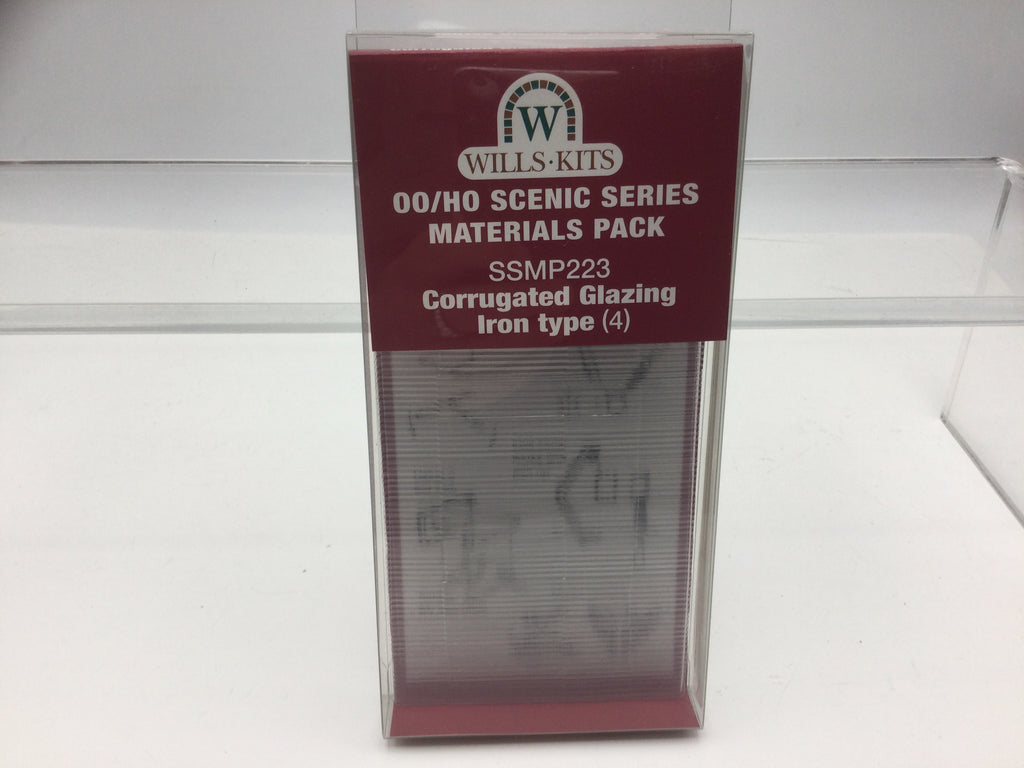 W
WILLS·KITS
OO/HO SCENIC SERIES
MATERIALS PACK
SSMP223
Corrugated Glazing
Iron type (4)